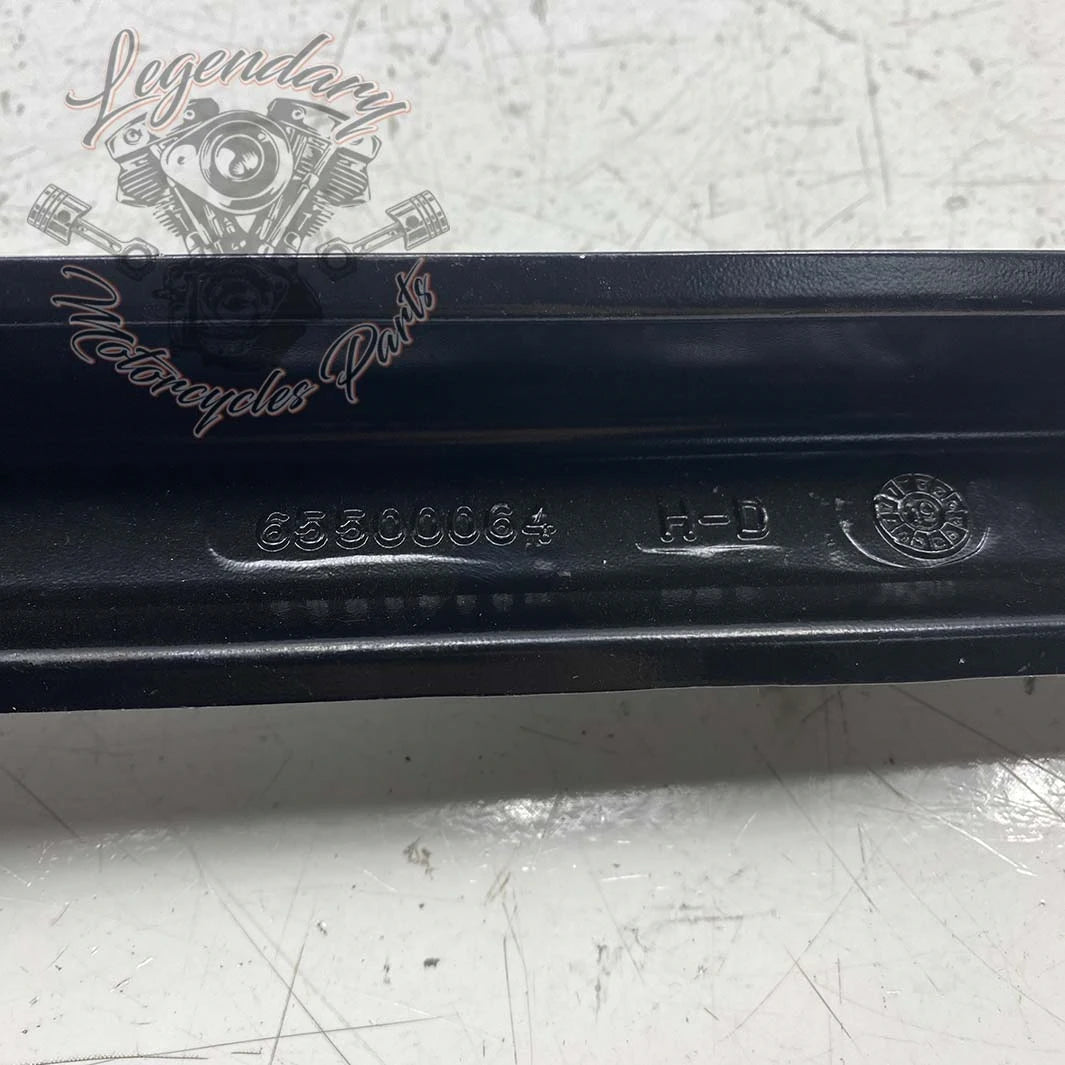 Legendary
Motorcycles Parts
65500064 H-D